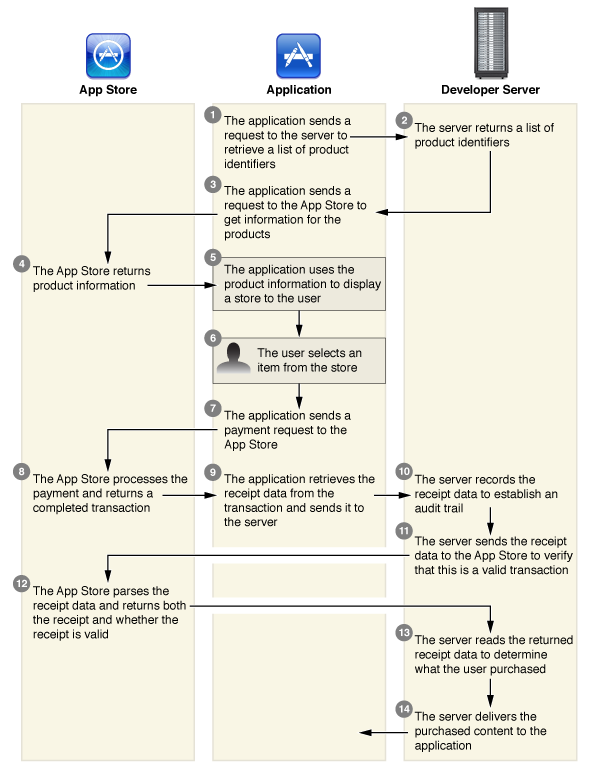 App Store
Application
Developer Server
1
The application sends a
request to the server to
retrieve a list of product
identifiers
2
The server returns a list of
product identifiers
3
The application sends a
request to the App Store to
get information for the
products
4
The App Store returns
product information
5
The application uses the
product information to display
a store to the user
6
The user selects an
item from the store
7
The application sends a
payment request to the
App Store
8
The App Store processes the
payment and returns a
completed transaction
9
The application retrieves the
receipt data from the
transaction and sends it to
the server
10
The server records the
receipt data to establish an
audit trail
11
The server sends the receipt
data to the App Store to verify
that this is a valid transaction
12
The App Store parses the
receipt data and returns both
the receipt and whether the
receipt is valid
13
The server reads the returned
receipt data to determine
what the user purchased
14
The server delivers the
purchased content to the
application